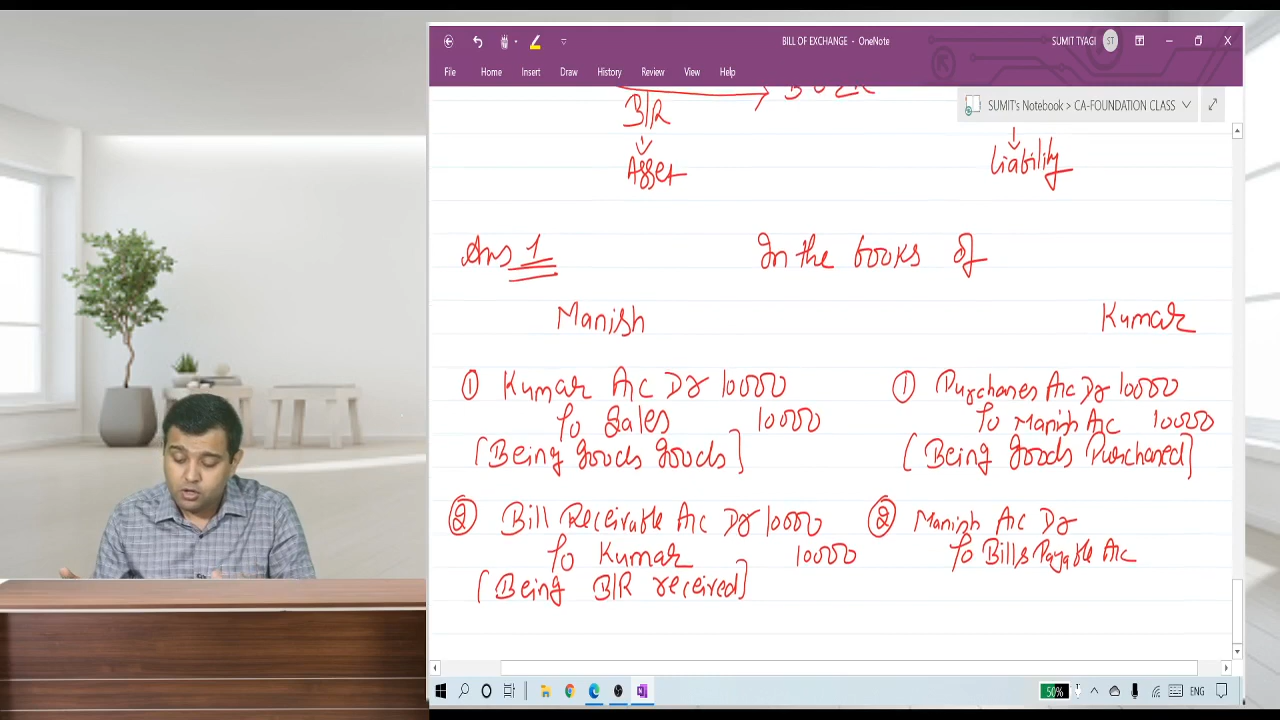 BILL OF EXCHANGE - OneNote
SUMIT TYAGI ST
File Home Insert Draw History Review View Help
SUMIT's Notebook > CA-FOUNDATION CLASS
B/R
Asset
Liability
Ans 1 In the books of
Manish Kumar
① Kumar A/c Dr 10000
To Sales 10000
[Being Goods Goods]
② Bill Receivable A/c Dr 10000
To Kumar 10000
[Being B/R received]
① Purchases A/c Dr 10000
To Manish A/c 10000
(Being Goods Purchased]
② Manish A/c Dr
To Bills Payable A/c
50%
ENG